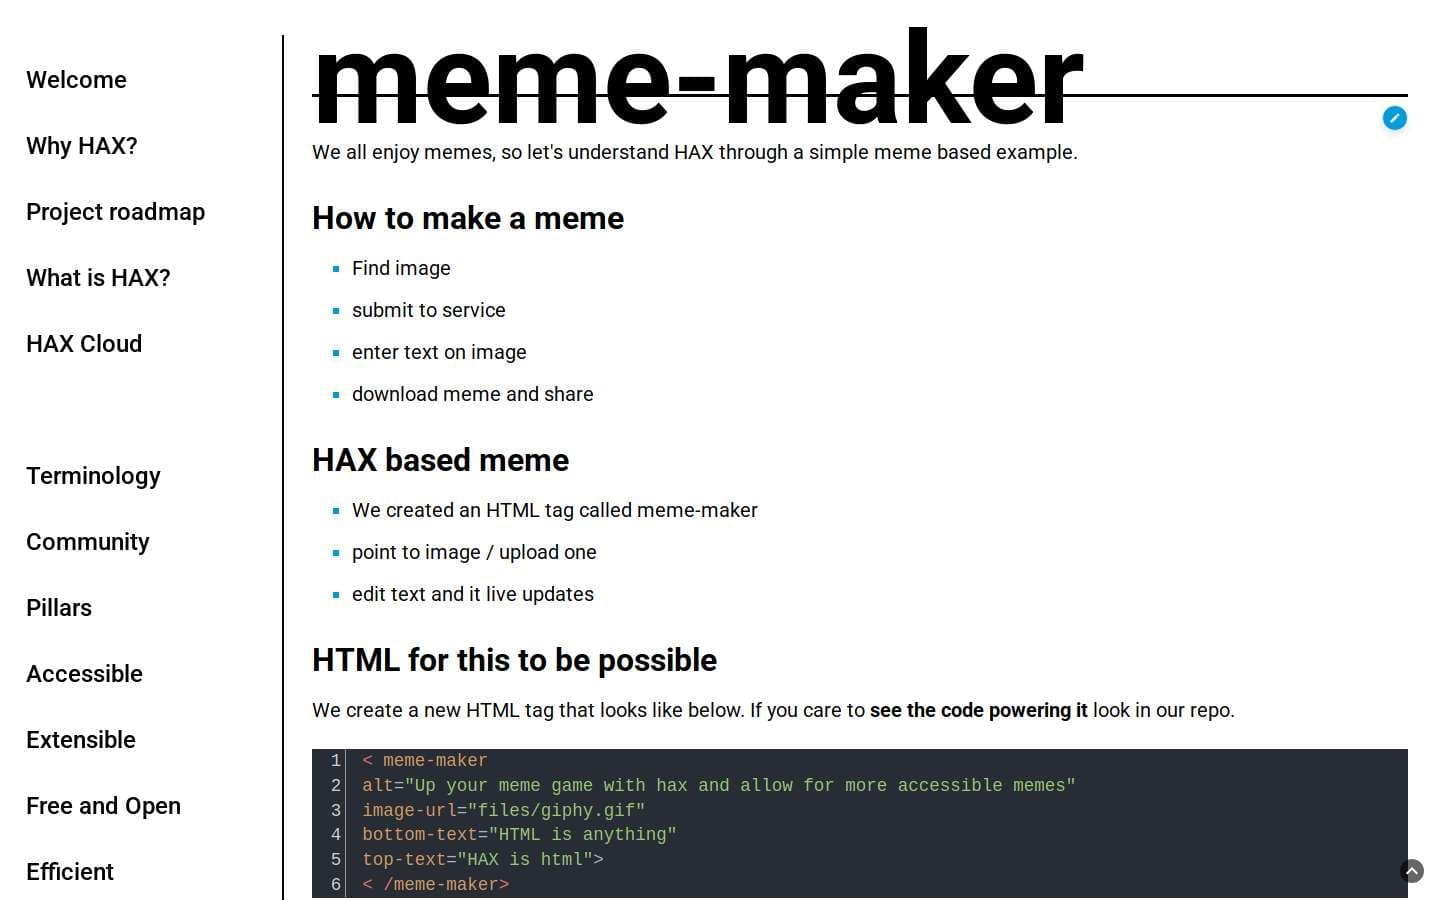 Welcome
Why HAX?
Project roadmap
What is HAX?
HAX Cloud
Terminology
Community
Pillars
Accessible
Extensible
Free and Open
Efficient
meme-maker
We all enjoy memes, so let's understand HAX through a simple meme based example.
How to make a meme
Find image
submit to service
enter text on image
download meme and share
HAX based meme
We created an HTML tag called meme-maker
point to image / upload one
edit text and it live updates
HTML for this to be possible
We create a new HTML tag that looks like below. If you care to see the code powering it look in our repo.
1 < meme-maker
2 alt="Up your meme game with hax and allow for more accessible memes"
3 image-url="files/giphy.gif"
4 bottom-text="HTML is anything"
5 top-text="HAX is html">
6 < /meme-maker>